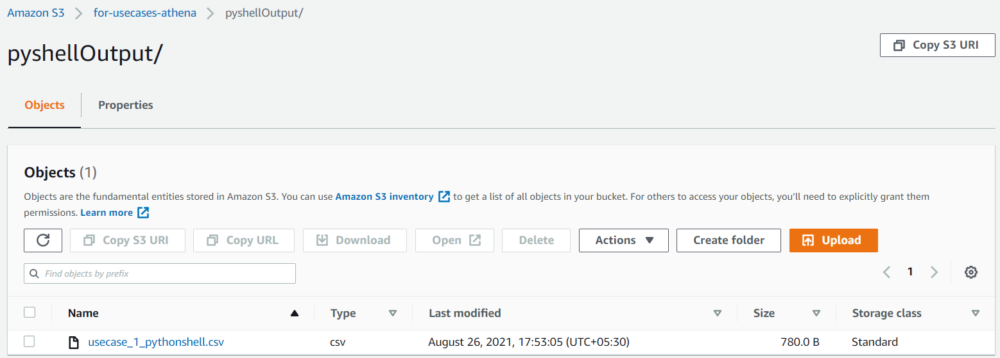 Amazon S3 > for-usecases-athena > pyshellOutput/
pyshellOutput/
Copy S3 URI
Objects Properties
Objects (1)
Objects are the fundamental entities stored in Amazon S3. You can use Amazon S3 inventory to get a list of all objects in your bucket. For others to access your objects, you'll need to explicitly grant them
permissions. Learn more
Copy S3 URI Copy URL Download Open Delete Actions Create folder Upload
Find objects by prefix
1
Name Type Last modified Size Storage class
usecase_1_pythonshell.csv csv August 26, 2021, 17:53:05 (UTC+05:30) 780.0 B Standard